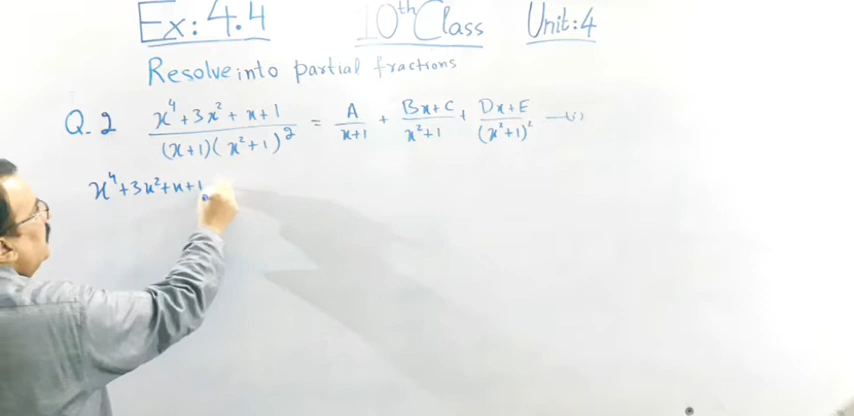 Ex: 4.4 10th Class Unit: 4
Resolve into partial fractions
Q. 2 (x⁴+3x²+x+1)/((x+1)(x²+1)²) = A/(x+1) + (Bx+C)/(x²+1) + (Dx+E)/(x²+1)² —(i)
x⁴+3x²+x+1